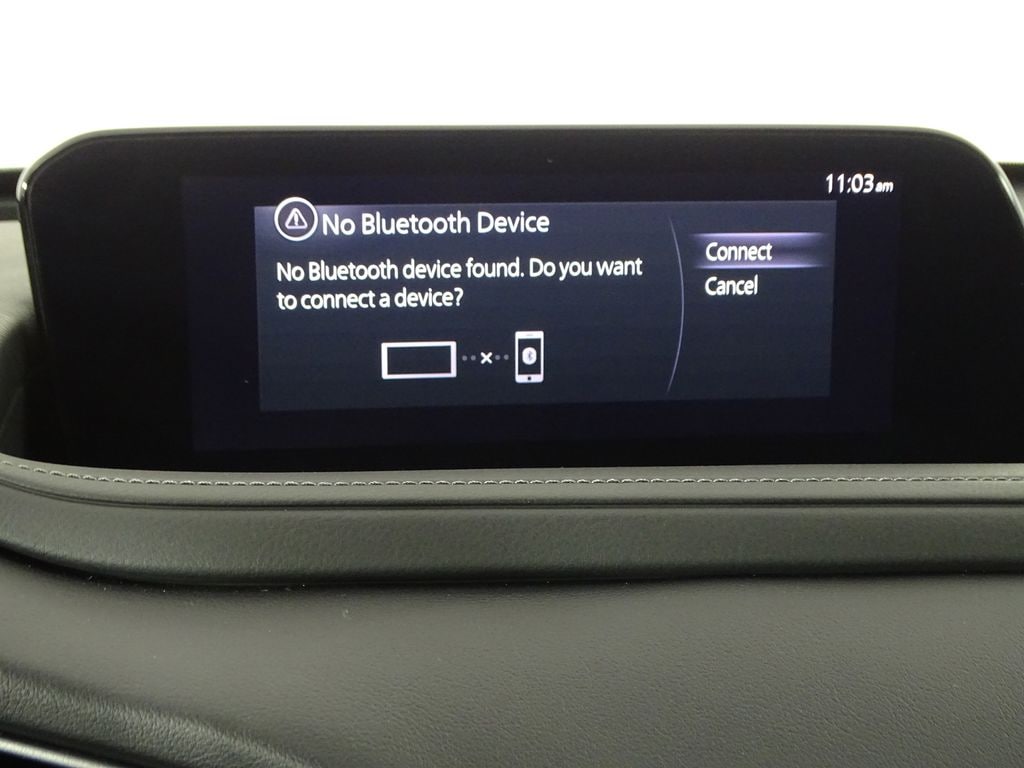 11:03am
No Bluetooth Device
No Bluetooth device found. Do you want
to connect a device?
Connect
Cancel